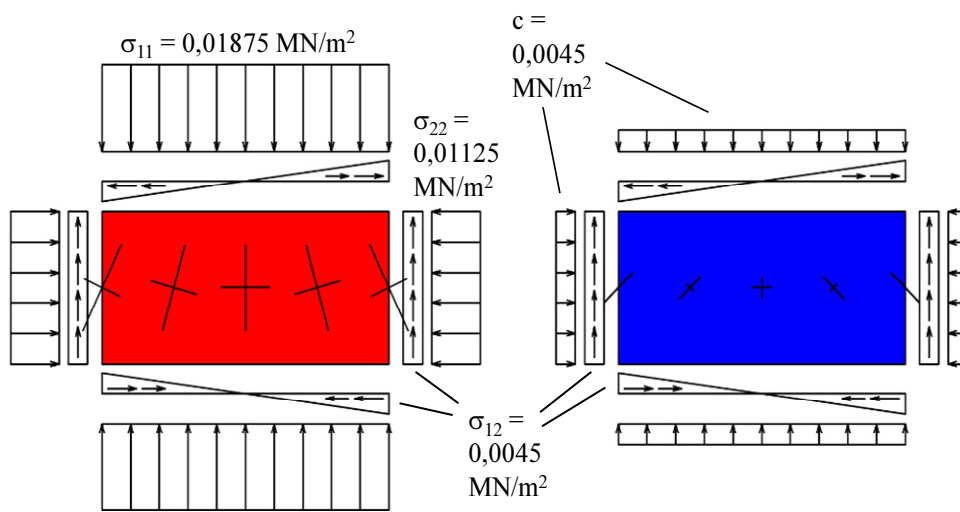 σ₁₁ = 0,01875 MN/m²
c =
0,0045
MN/m²
σ₂₂ =
0,01125
MN/m²
σ₁₂ =
0,0045
MN/m²